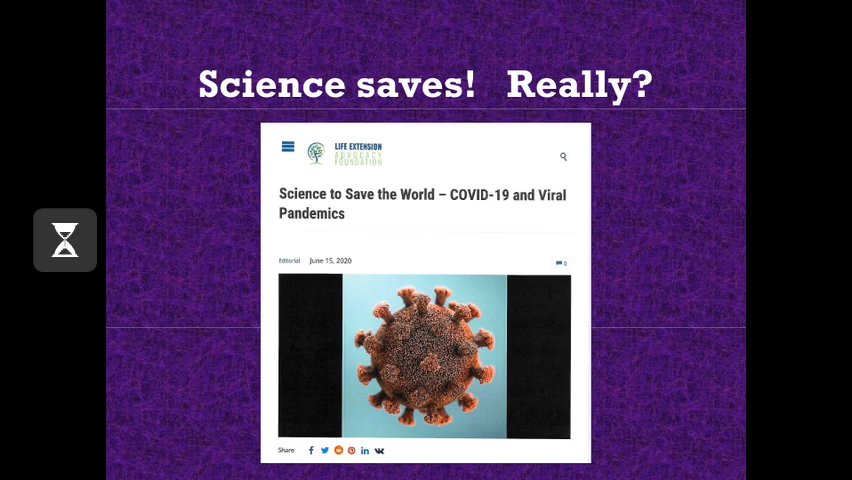 Science saves! Really?
LIFE EXTENSION
ADVOCACY
FOUNDATION
Science to Save the World – COVID-19 and Viral
Pandemics
Editorial June 15, 2020 0
Share